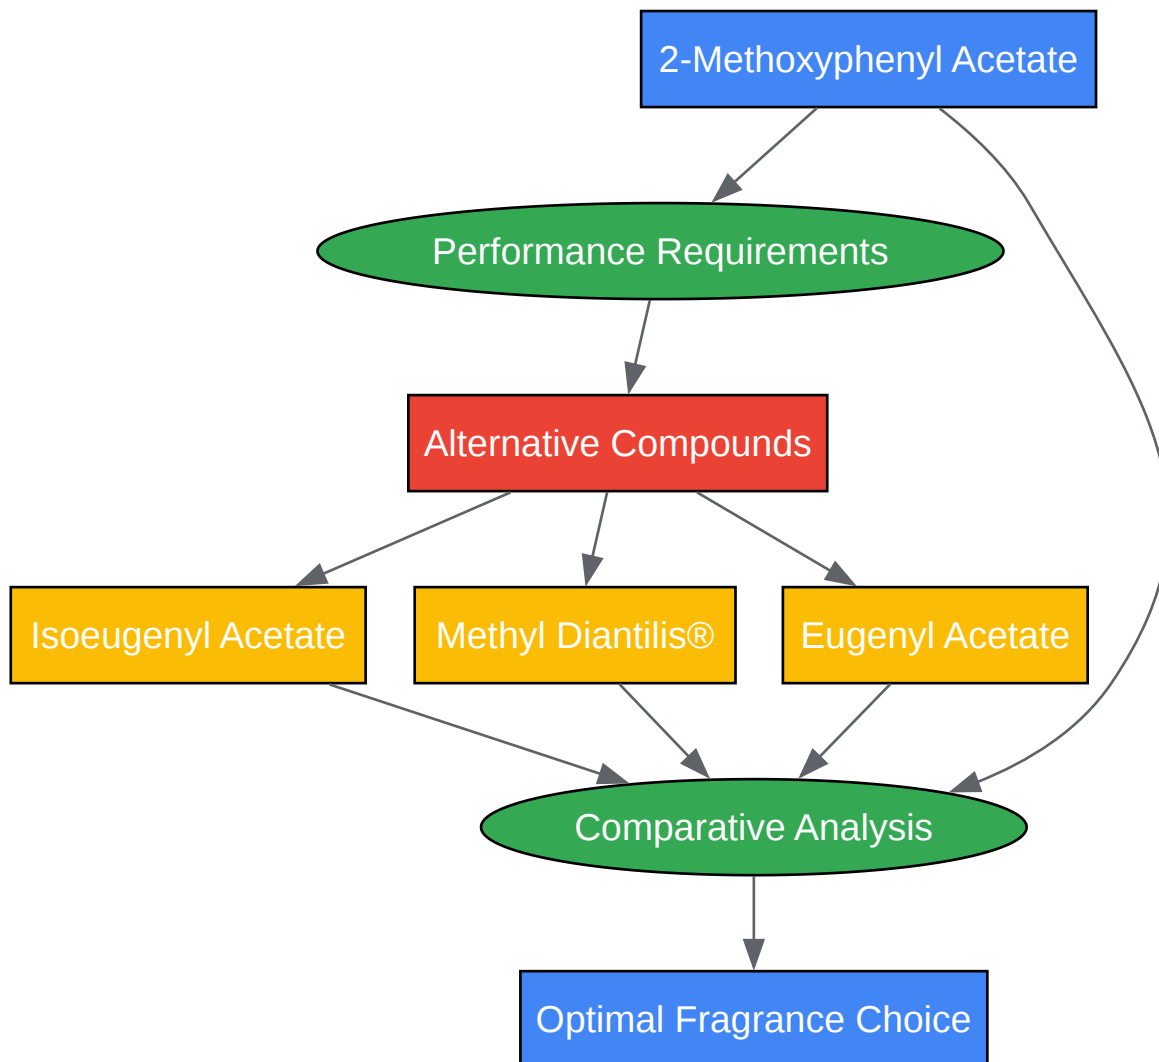 2-Methoxyphenyl Acetate
Performance Requirements
Alternative Compounds
Isoeugenyl Acetate
Methyl Diantilis®
Eugenyl Acetate
Comparative Analysis
Optimal Fragrance Choice